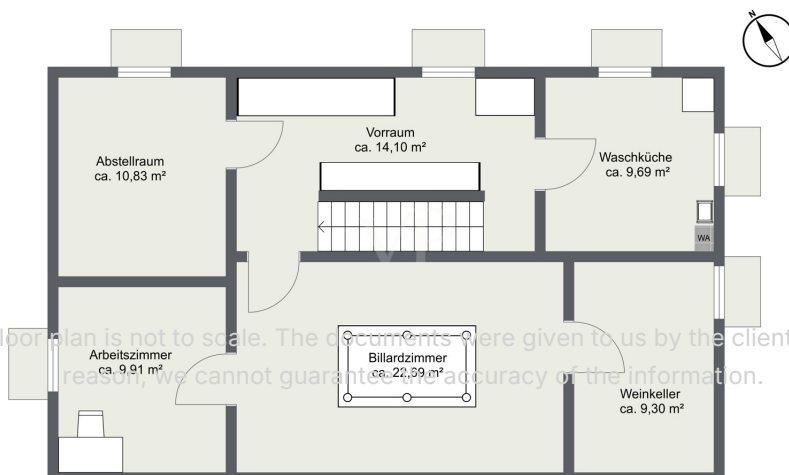 N
Vorraum
ca. 14,10 m²
Abstellraum
ca. 10,83 m²
Waschküche
ca. 9,69 m²
WA
loor plan is not to scale. The documents were given to us by the client
reason, we cannot guarantee the accuracy of the information.
Arbeitszimmer
ca. 9,91 m²
Billardzimmer
ca. 22,69 m²
Weinkeller
ca. 9,30 m²